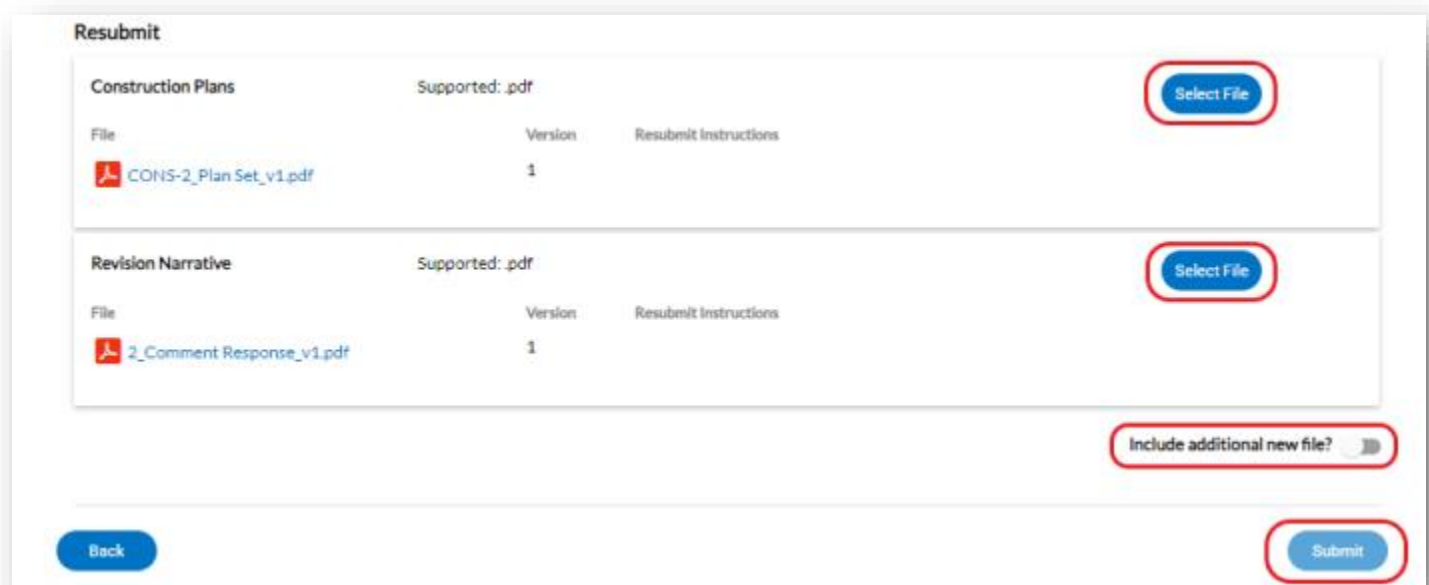 Resubmit
Construction Plans Supported: .pdf Select File
File Version Resubmit Instructions
CONS-2_Plan Set_v1.pdf 1
Revision Narrative Supported: .pdf Select File
File Version Resubmit Instructions
2_Comment Response_v1.pdf 1
Include additional new file?
Back Submit